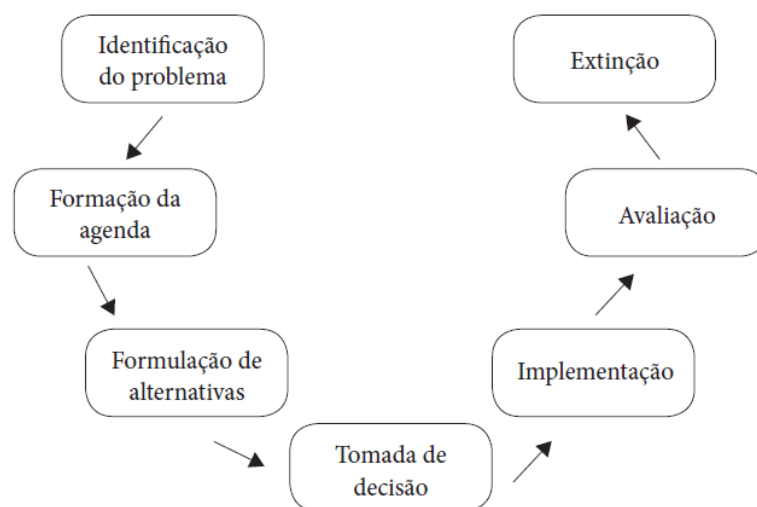 Identificação
do problema
Formação da
agenda
Formulação de
alternativas
Tomada de
decisão
Implementação
Avaliação
Extinção